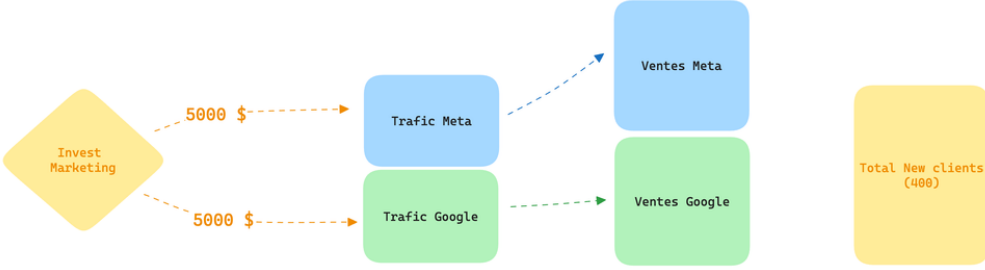 Invest
Marketing
5000 $
5000 $
Trafic Meta
Trafic Google
Ventes Meta
Ventes Google
Total New clients
(400)